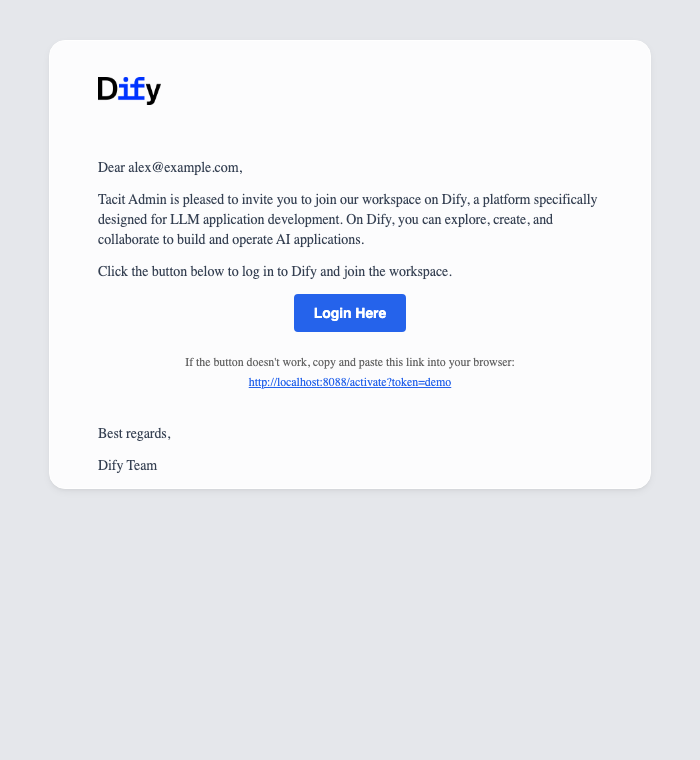 Dify
Dear alex@example.com,
Tacit Admin is pleased to invite you to join our workspace on Dify, a platform specifically
designed for LLM application development. On Dify, you can explore, create, and
collaborate to build and operate AI applications.
Click the button below to log in to Dify and join the workspace.
Login Here
If the button doesn't work, copy and paste this link into your browser:
http://localhost:8088/activate?token=demo
Best regards,
Dify Team